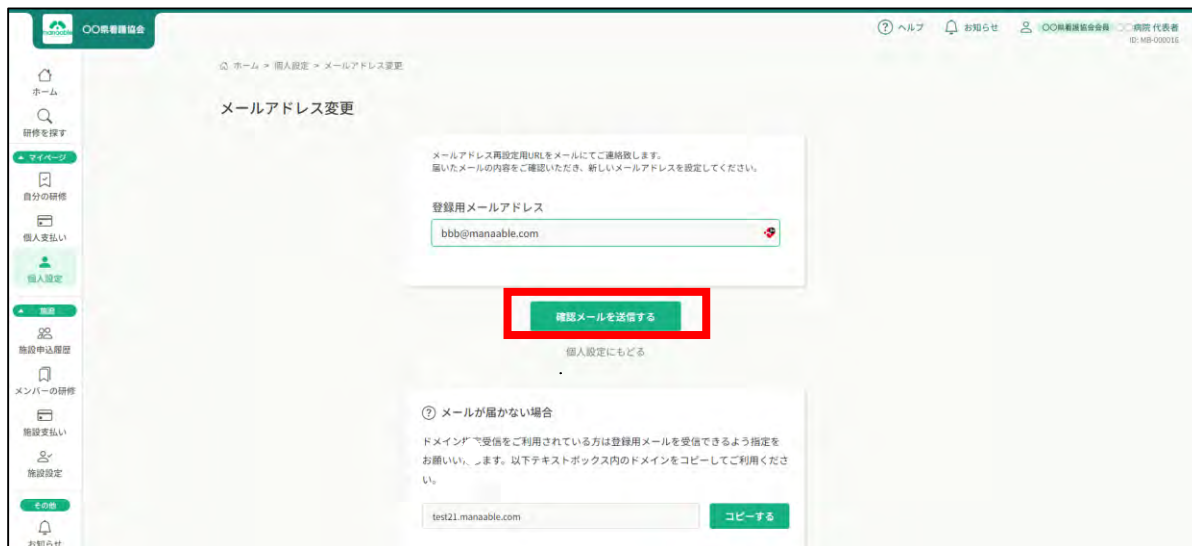 manaable
〇〇県看護協会
ヘルプ
お知らせ
〇〇県看護協会会員
〇〇病院 代表者
ID: MB-000016
ホーム > 個人設定 > メールアドレス変更
ホーム
研修を探す
マイページ
自分の研修
個人支払い
個人設定
施設
施設申込履歴
メンバーの研修
施設支払い
施設設定
その他
お知らせ
メールアドレス変更
メールアドレス再設定用URLをメールにてご連絡致します。
届いたメールの内容をご確認いただき、新しいメールアドレスを設定してください。
登録用メールアドレス
bbb@manaable.com
確認メールを送信する
個人設定にもどる
メールが届かない場合
ドメイン 受信をご利用されている方は登録用メールを受信できるよう指定を
お願いい します。以下テキストボックス内のドメインをコピーしてご利用くださ
い。
test21.manaable.com
コピーする